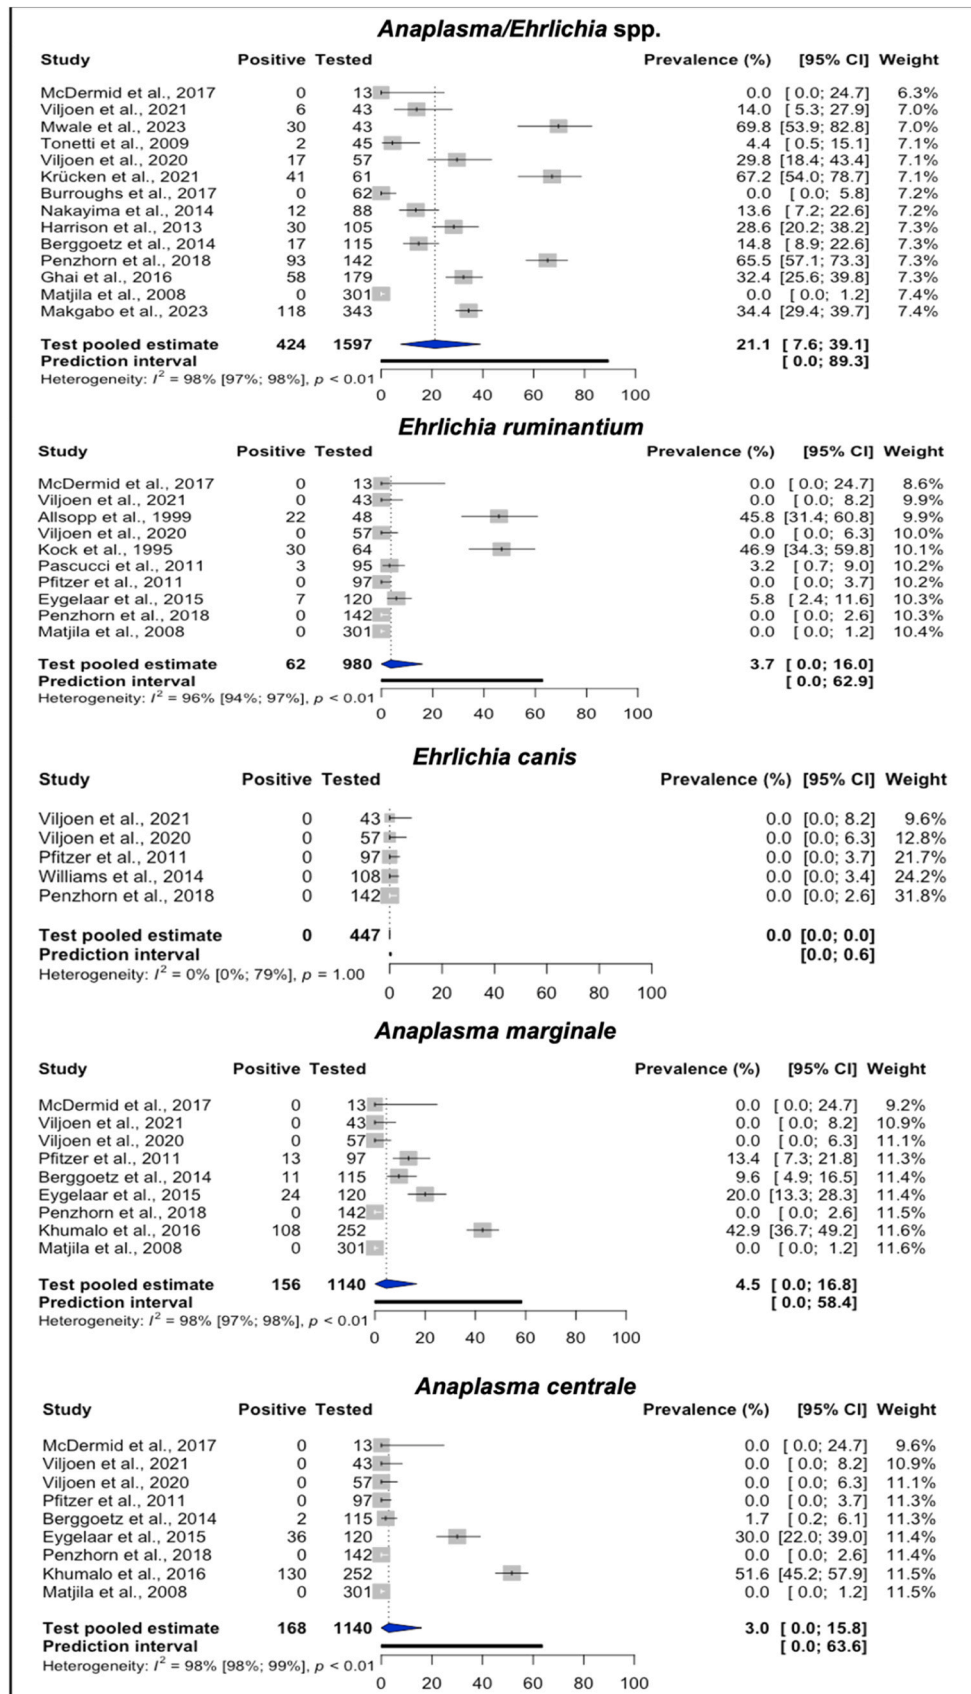 Anaplasma/Ehrlichia spp.
Study Positive Tested Prevalence (%) [95% CI] Weight
McDermid et al., 2017 0 13 0.0 [ 0.0; 24.7] 6.3%
Viljoen et al., 2021 6 43 14.0 [ 5.3; 27.9] 7.0%
Mwale et al., 2023 30 43 69.8 [53.9; 82.8] 7.0%
Tonetti et al., 2009 2 45 4.4 [ 0.5; 15.1] 7.1%
Viljoen et al., 2020 17 57 29.8 [18.4; 43.4] 7.1%
Krücken et al., 2021 41 61 67.2 [54.0; 78.7] 7.1%
Burroughs et al., 2017 0 62 0.0 [ 0.0; 5.8] 7.2%
Nakayima et al., 2014 12 88 13.6 [ 7.2; 22.6] 7.2%
Harrison et al., 2013 30 105 28.6 [20.2; 38.2] 7.3%
Berggoetz et al., 2014 17 115 14.8 [ 8.9; 22.6] 7.3%
Penzhorn et al., 2018 93 142 65.5 [57.1; 73.3] 7.3%
Ghai et al., 2016 58 179 32.4 [25.6; 39.8] 7.3%
Matjila et al., 2008 0 301 0.0 [ 0.0; 1.2] 7.4%
Makgabo et al., 2023 118 343 34.4 [29.4; 39.7] 7.4%
Test pooled estimate 424 1597 21.1 [ 7.6; 39.1]
Prediction interval [ 0.0; 89.3]
Heterogeneity: I² = 98% [97%; 98%], p < 0.01
0 20 40 60 80 100
Ehrlichia ruminantium
Study Positive Tested Prevalence (%) [95% CI] Weight
McDermid et al., 2017 0 13 0.0 [ 0.0; 24.7] 8.6%
Viljoen et al., 2021 0 43 0.0 [ 0.0; 8.2] 9.9%
Allsopp et al., 1999 22 48 45.8 [31.4; 60.8] 9.9%
Viljoen et al., 2020 0 57 0.0 [ 0.0; 6.3] 10.0%
Kock et al., 1995 30 64 46.9 [34.3; 59.8] 10.1%
Pascucci et al., 2011 3 95 3.2 [ 0.7; 9.0] 10.2%
Pfitzer et al., 2011 0 97 0.0 [ 0.0; 3.7] 10.2%
Eygelaar et al., 2015 7 120 5.8 [ 2.4; 11.6] 10.3%
Penzhorn et al., 2018 0 142 0.0 [ 0.0; 2.6] 10.3%
Matjila et al., 2008 0 301 0.0 [ 0.0; 1.2] 10.4%
Test pooled estimate 62 980 3.7 [ 0.0; 16.0]
Prediction interval [ 0.0; 62.9]
Heterogeneity: I² = 96% [94%; 97%], p < 0.01
0 20 40 60 80 100
Ehrlichia canis
Study Positive Tested Prevalence (%) [95% CI] Weight
Viljoen et al., 2021 0 43 0.0 [0.0; 8.2] 9.6%
Viljoen et al., 2020 0 57 0.0 [0.0; 6.3] 12.8%
Pfitzer et al., 2011 0 97 0.0 [0.0; 3.7] 21.7%
Williams et al., 2014 0 108 0.0 [0.0; 3.4] 24.2%
Penzhorn et al., 2018 0 142 0.0 [0.0; 2.6] 31.8%
Test pooled estimate 0 447 0.0 [0.0; 0.0]
Prediction interval [0.0; 0.6]
Heterogeneity: I² = 0% [0%; 79%], p = 1.00
0 20 40 60 80 100
Anaplasma marginale
Study Positive Tested Prevalence (%) [95% CI] Weight
McDermid et al., 2017 0 13 0.0 [ 0.0; 24.7] 9.2%
Viljoen et al., 2021 0 43 0.0 [ 0.0; 8.2] 10.9%
Viljoen et al., 2020 0 57 0.0 [ 0.0; 6.3] 11.1%
Pfitzer et al., 2011 13 97 13.4 [ 7.3; 21.8] 11.3%
Berggoetz et al., 2014 11 115 9.6 [ 4.9; 16.5] 11.4%
Eygelaar et al., 2015 24 120 20.0 [13.3; 28.3] 11.4%
Penzhorn et al., 2018 0 142 0.0 [ 0.0; 2.6] 11.5%
Khumalo et al., 2016 108 252 42.9 [36.7; 49.2] 11.6%
Matjila et al., 2008 0 301 0.0 [ 0.0; 1.2] 11.6%
Test pooled estimate 156 1140 4.5 [ 0.0; 16.8]
Prediction interval [ 0.0; 58.4]
Heterogeneity: I² = 98% [97%; 98%], p < 0.01
0 20 40 60 80 100
Anaplasma centrale
Study Positive Tested Prevalence (%) [95% CI] Weight
McDermid et al., 2017 0 13 0.0 [ 0.0; 24.7] 9.6%
Viljoen et al., 2021 0 43 0.0 [ 0.0; 8.2] 10.9%
Viljoen et al., 2020 0 57 0.0 [ 0.0; 6.3] 11.1%
Pfitzer et al., 2011 0 97 0.0 [ 0.0; 3.7] 11.3%
Berggoetz et al., 2014 2 115 1.7 [ 0.2; 6.1] 11.3%
Eygelaar et al., 2015 36 120 30.0 [22.0; 39.0] 11.4%
Penzhorn et al., 2018 0 142 0.0 [ 0.0; 2.6] 11.4%
Khumalo et al., 2016 130 252 51.6 [45.2; 57.9] 11.5%
Matjila et al., 2008 0 301 0.0 [ 0.0; 1.2] 11.5%
Test pooled estimate 168 1140 3.0 [ 0.0; 15.8]
Prediction interval [ 0.0; 63.6]
Heterogeneity: I² = 98% [98%; 99%], p < 0.01
0 20 40 60 80 100